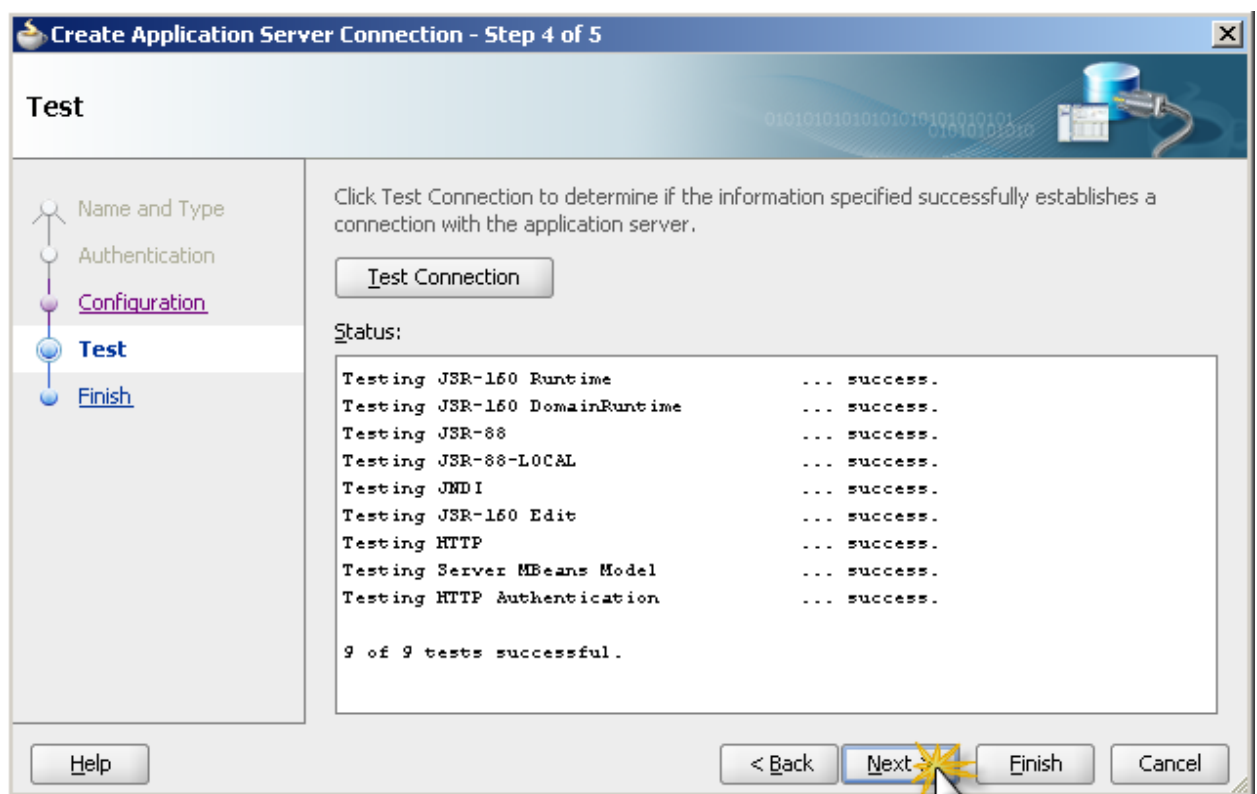 Create Application Server Connection - Step 4 of 5
Test
010101010101010101010101
01010101010
Name and Type
Authentication
Configuration
Test
Finish
Click Test Connection to determine if the information specified successfully establishes a
connection with the application server.
Test Connection
Status:
Testing JSR-160 Runtime ... success.
Testing JSR-160 DomainRuntime ... success.
Testing JSR-88 ... success.
Testing JSR-88-LOCAL ... success.
Testing JNDI ... success.
Testing JSR-160 Edit ... success.
Testing HTTP ... success.
Testing Server MBeans Model ... success.
Testing HTTP Authentication ... success.
9 of 9 tests successful.
Help < Back Next > Finish Cancel